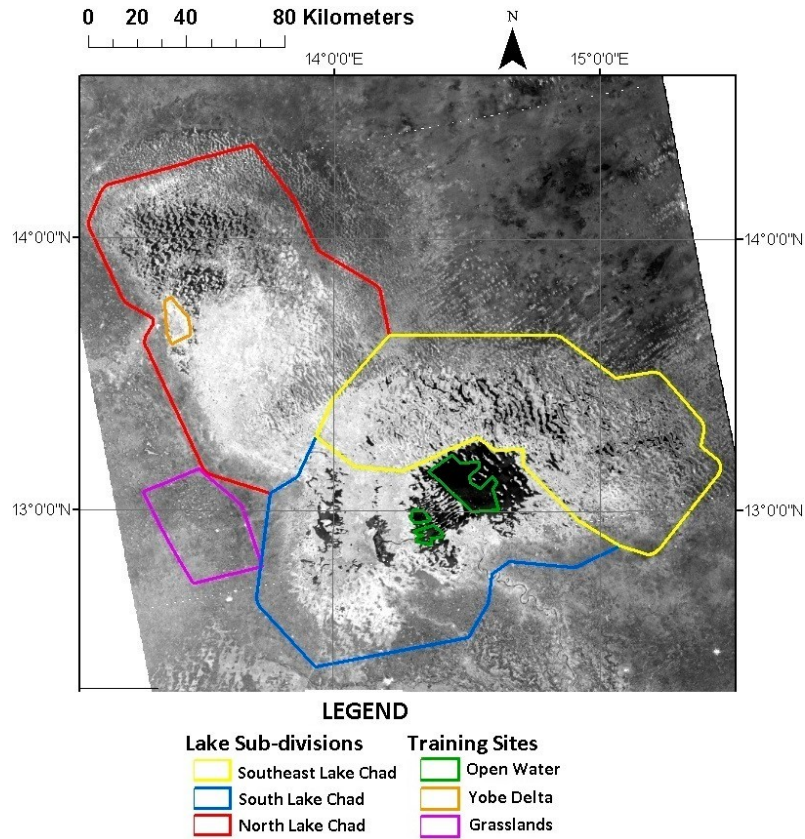 0 20 40 80 Kilometers
N
14°0'0"E 15°0'0"E
14°0'0"N 14°0'0"N
13°0'0"N 13°0'0"N
LEGEND
Lake Sub-divisions Training Sites
Southeast Lake Chad Open Water
South Lake Chad Yobe Delta
North Lake Chad Grasslands